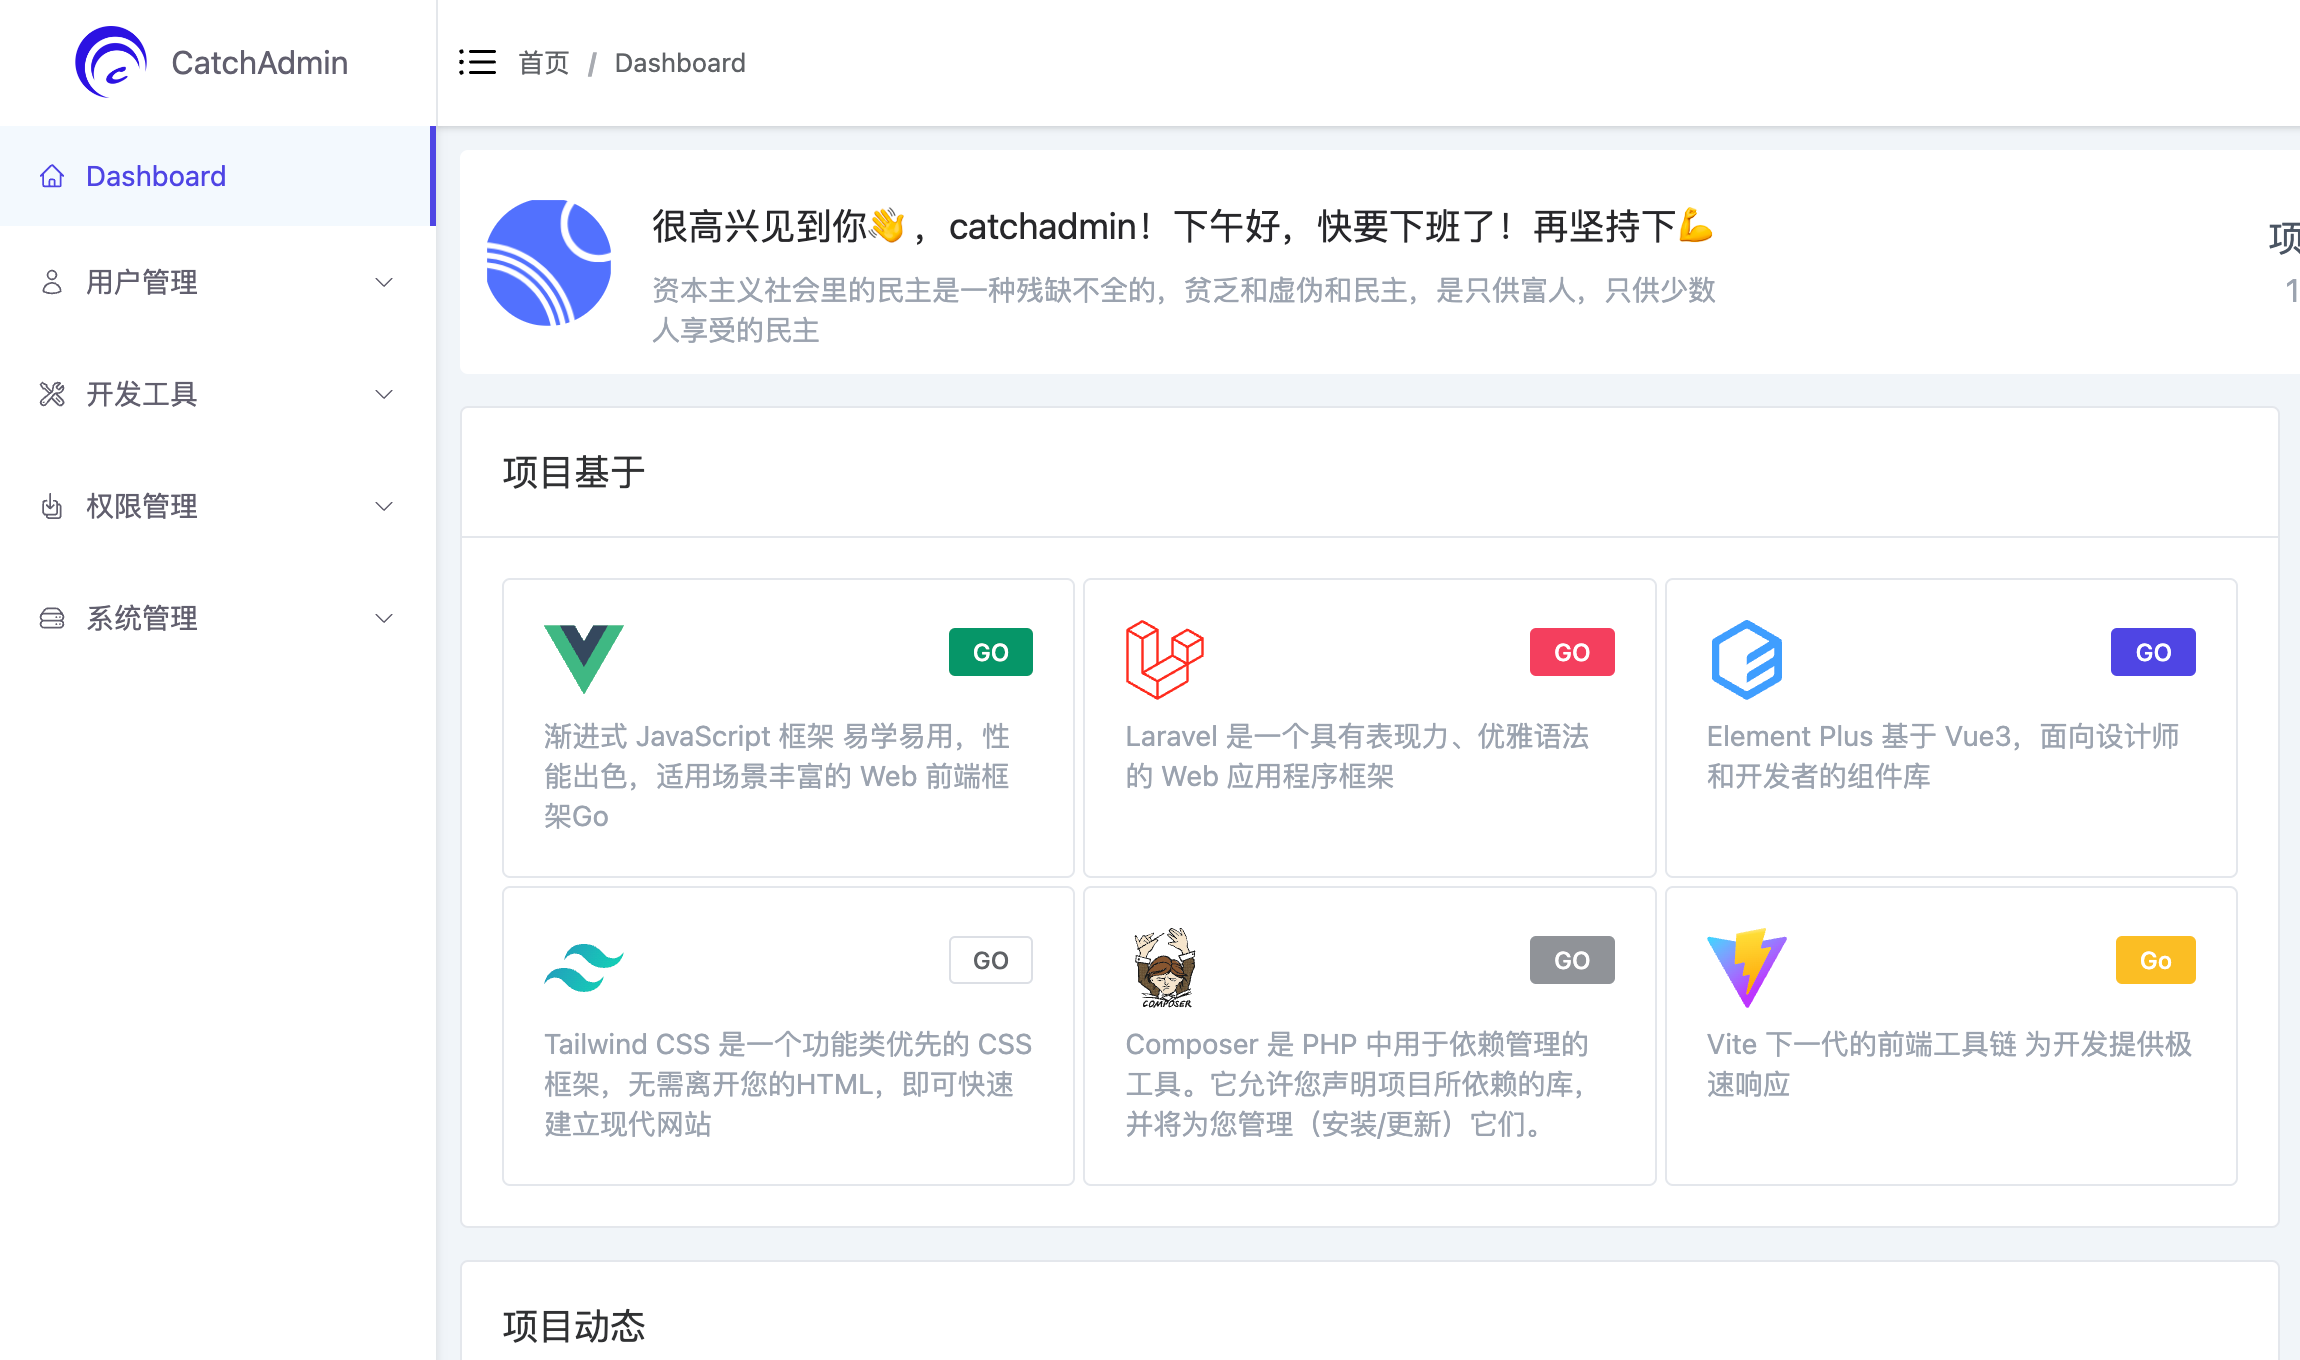 CatchAdmin
首页 / Dashboard
Dashboard
用户管理
开发工具
权限管理
系统管理
很高兴见到你👋，catchadmin！下午好，快要下班了！再坚持下💪
资本主义社会里的民主是一种残缺不全的，贫乏和虚伪和民主，是只供富人，只供少数
人享受的民主
项
1
项目基于
GO
渐进式 JavaScript 框架 易学易用，性
能出色，适用场景丰富的 Web 前端框
架Go
GO
Laravel 是一个具有表现力、优雅语法
的 Web 应用程序框架
GO
Element Plus 基于 Vue3，面向设计师
和开发者的组件库
GO
Tailwind CSS 是一个功能类优先的 CSS
框架，无需离开您的HTML，即可快速
建立现代网站
COMPOSER
GO
Composer 是 PHP 中用于依赖管理的
工具。它允许您声明项目所依赖的库，
并将为您管理（安装/更新）它们。
Go
Vite 下一代的前端工具链 为开发提供极
速响应
项目动态